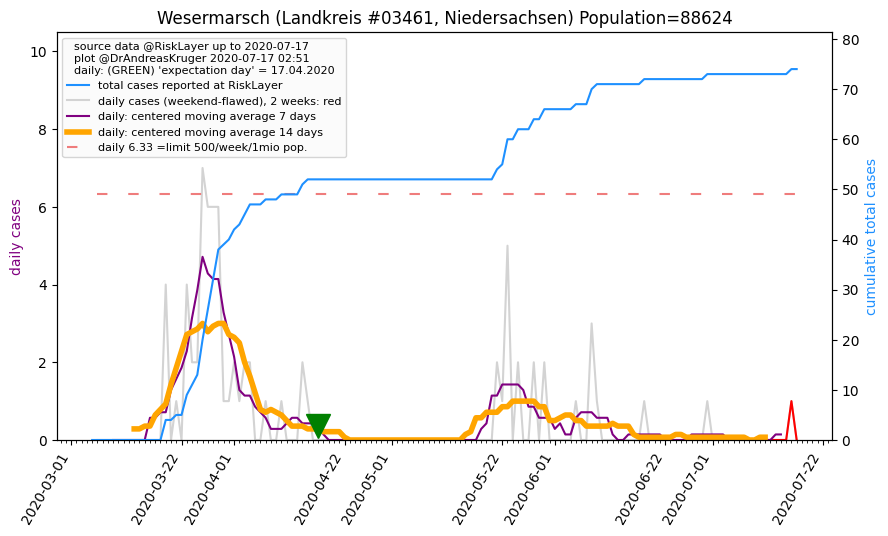 Wesermarsch (Landkreis #03461, Niedersachsen) Population=88624
source data @RiskLayer up to 2020-07-17
plot @DrAndreasKruger 2020-07-17 02:51
daily: (GREEN) 'expectation day' = 17.04.2020
total cases reported at RiskLayer
daily cases (weekend-flawed), 2 weeks: red
daily: centered moving average 7 days
daily: centered moving average 14 days
daily 6.33 =limit 500/week/1mio pop.
daily cases
10
8
6
4
2
0
80
70
60
50
40
30
20
10
0
cumulative total cases
2020-03-01
2020-03-22
2020-04-01
2020-04-22
2020-05-01
2020-05-22
2020-06-01
2020-06-22
2020-07-01
2020-07-22